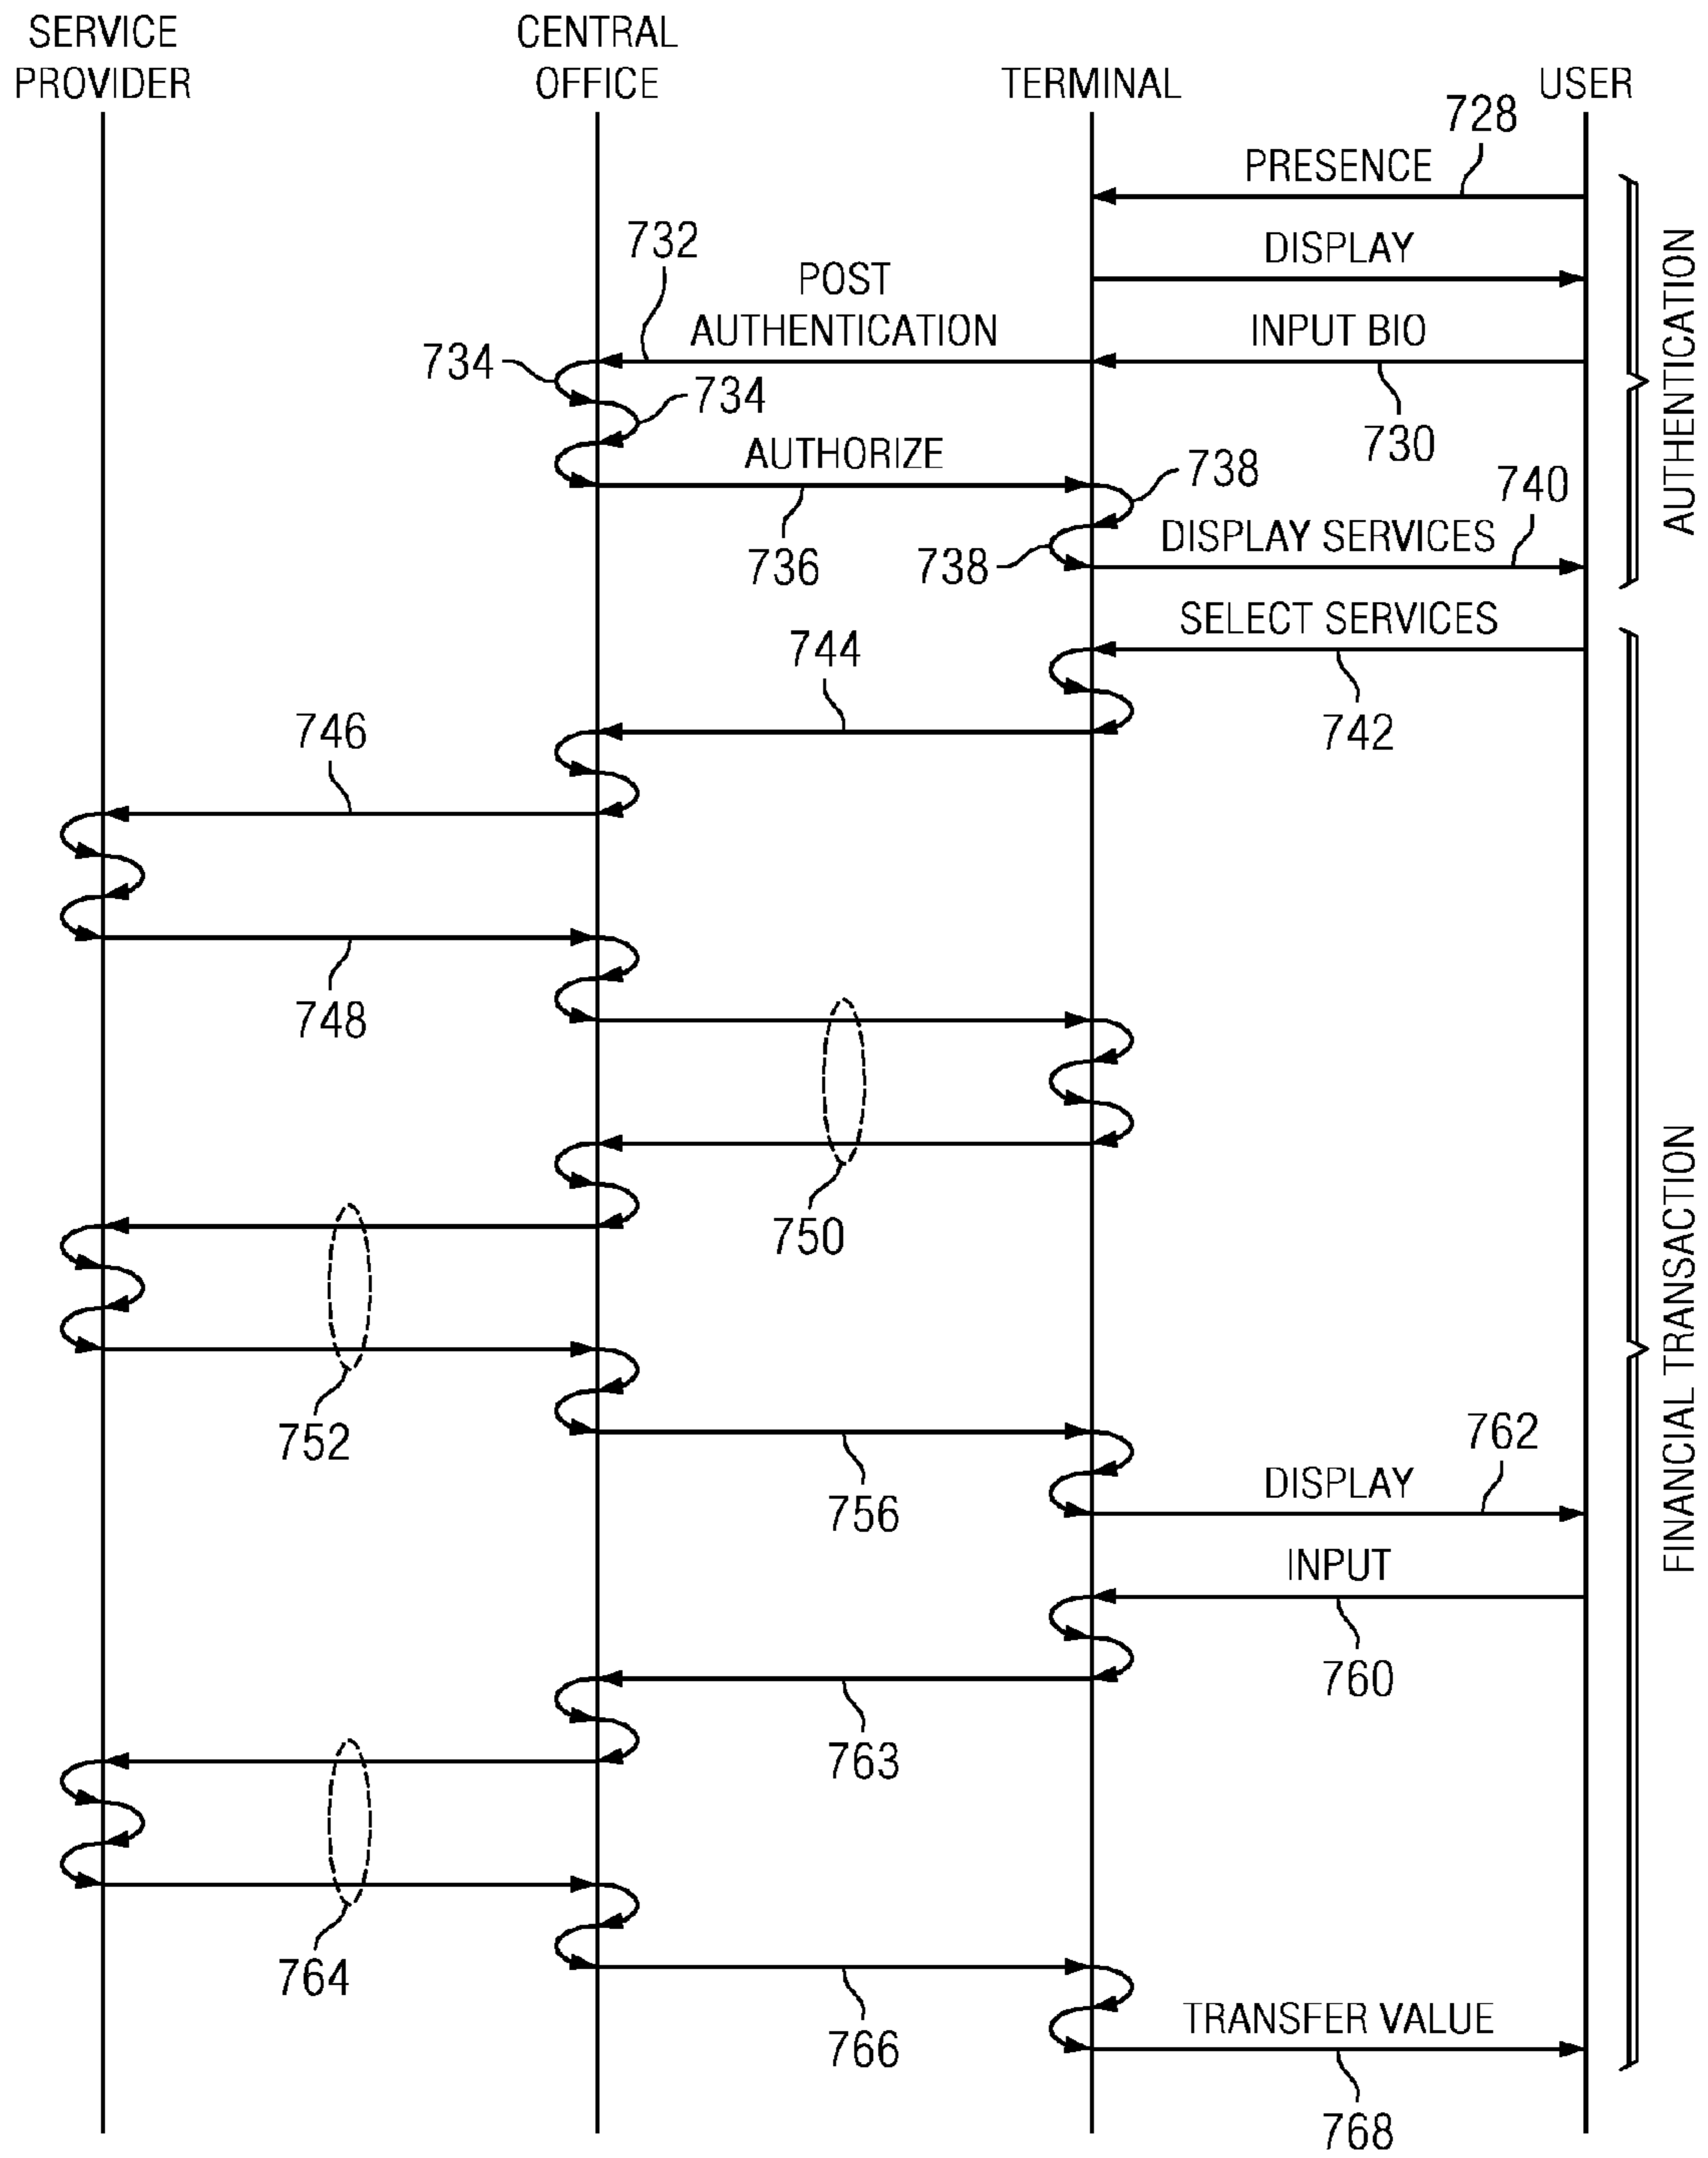 SERVICE
PROVIDER
CENTRAL
OFFICE
TERMINAL
USER
728
PRESENCE
DISPLAY
732
POST
AUTHENTICATION
INPUT BIO
734
734
730
AUTHORIZE
738
740
736
738
DISPLAY SERVICES
AUTHENTICATION
SELECT SERVICES
744
742
746
748
750
752
756
762
DISPLAY
INPUT
760
763
764
766
TRANSFER VALUE
768
FINANCIAL TRANSACTION